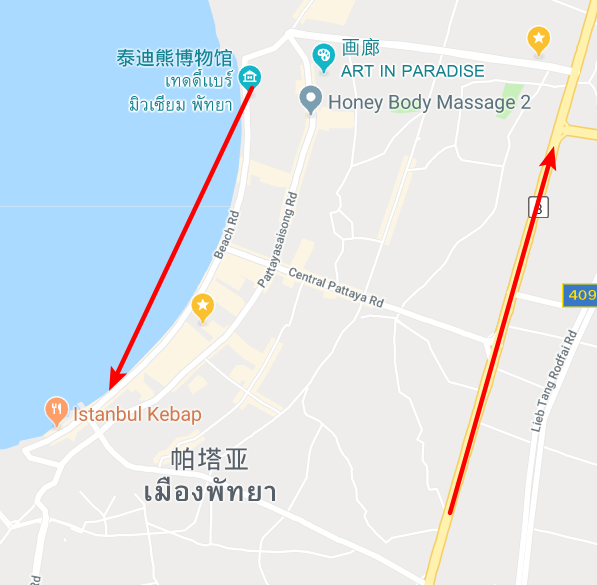 泰迪熊博物馆
เทดดี้แบร์
มิวเซียม พัทยา
画廊
ART IN PARADISE
Honey Body Massage 2
3
Beach Rd
Pattayasaisong Rd
Central Pattaya Rd
409
Lieb Tang Rodfai Rd
Istanbul Kebap
帕塔亚
เมืองพัทยา
Rd